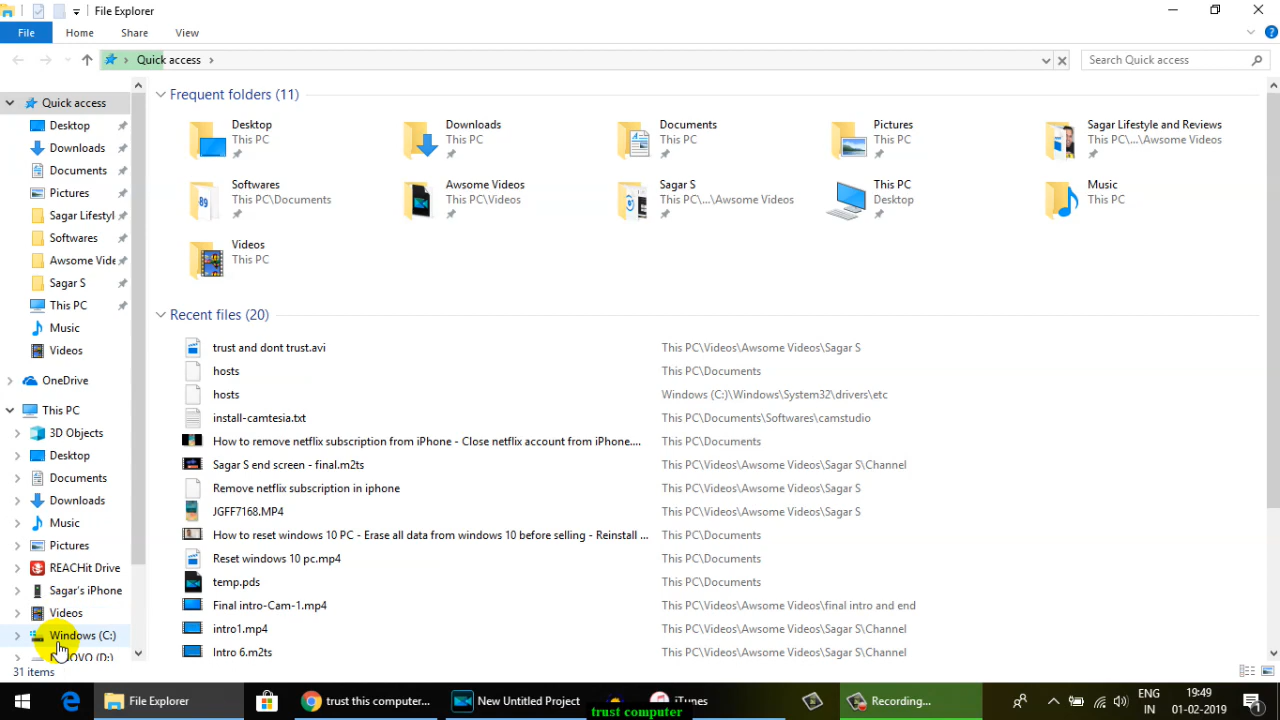 File Explorer
File Home Share View
Quick access
Search Quick access
Quick access
Desktop
Downloads
Documents
Pictures
Sagar Lifestyl
Softwares
Awsome Vide
Sagar S
This PC
Music
Videos
OneDrive
This PC
3D Objects
Desktop
Documents
Downloads
Music
Pictures
REACHit Drive
Sagar's iPhone
Videos
Windows (C:)
31 items
Frequent folders (11)
Desktop
This PC
Downloads
This PC
Documents
This PC
Pictures
This PC
Sagar Lifestyle and Reviews
This PC\...\Awesome Videos
Softwares
This PC\Documents
Awsome Videos
This PC\Videos
Sagar S
This PC\...\Awsome Videos
This PC
Desktop
Music
This PC
Videos
This PC
Recent files (20)
trust and dont trust.avi This PC\Videos\Awsome Videos\Sagar S
hosts This PC\Documents
hosts Windows (C:)\Windows\System32\drivers\etc
install-camtesia.txt This PC\Documents\Softwares\camstudio
How to remove netflix subscription from iPhone - Close netflix account from iPhone.... This PC\Documents
Sagar S end screen - final.m2ts This PC\Videos\Awsome Videos\Sagar S\Channel
Remove netflix subscription in iphone This PC\Videos\Awsome Videos\Sagar S
JGFF7168.MP4 This PC\Videos\Awsome Videos\Sagar S
How to reset windows 10 PC - Erase all data from windows 10 before selling - Reinstall ... This PC\Documents
Reset windows 10 pc.mp4 This PC\Documents
temp.pds This PC\Documents
Final intro-Cam-1.mp4 This PC\Videos\Awsome Videos\final intro and end
intro1.mp4 This PC\Videos\Awsome Videos\Sagar S
Intro 6.m2ts This PC\Videos\Awsome Videos\Sagar S
File Explorer
trust this computer...
New Untitled Project
iTunes
trust computer
Recording...
ENG
IN
19:49
01-02-2019
1